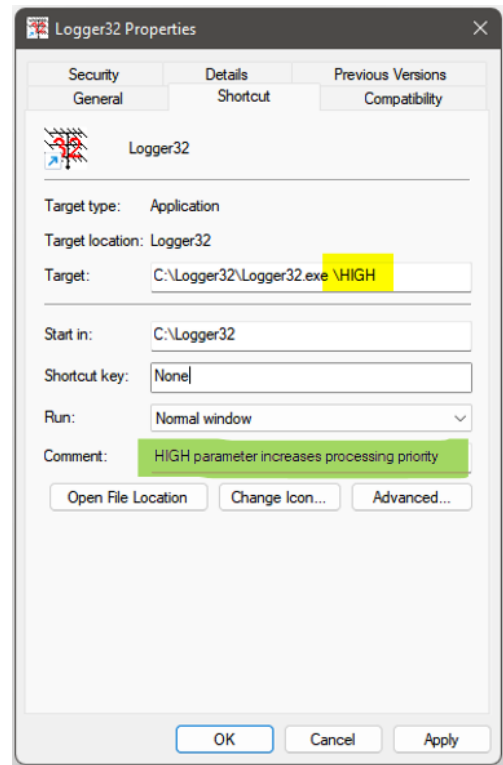 Logger32 Properties
Security Details Previous Versions
General Shortcut Compatibility
32
Logger32
Target type: Application
Target location: Logger32
Target: C:\Logger32\Logger32.exe \HIGH
Start in: C:\Logger32
Shortcut key: None
Run: Normal window
Comment: HIGH parameter increases processing priority
Open File Location Change Icon... Advanced...
OK Cancel Apply